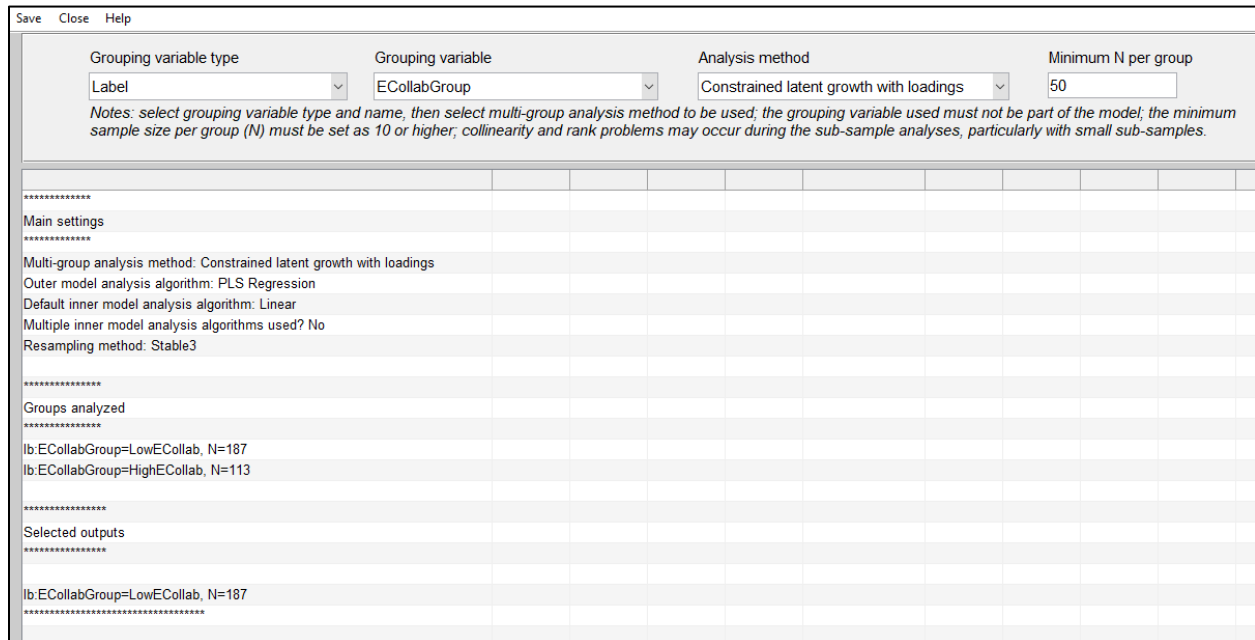 Save Close Help
Grouping variable type Grouping variable Analysis method Minimum N per group
Label ECollabGroup Constrained latent growth with loadings 50
Notes: select grouping variable type and name, then select multi-group analysis method to be used; the grouping variable used must not be part of the model; the minimum
sample size per group (N) must be set as 10 or higher; collinearity and rank problems may occur during the sub-sample analyses, particularly with small sub-samples.
*************
Main settings
*************
Multi-group analysis method: Constrained latent growth with loadings
Outer model analysis algorithm: PLS Regression
Default inner model analysis algorithm: Linear
Multiple inner model analysis algorithms used? No
Resampling method: Stable3
***************
Groups analyzed
***************
lb:ECollabGroup=LowECollab, N=187
lb:ECollabGroup=HighECollab, N=113
****************
Selected outputs
****************
lb:ECollabGroup=LowECollab, N=187
***********************************